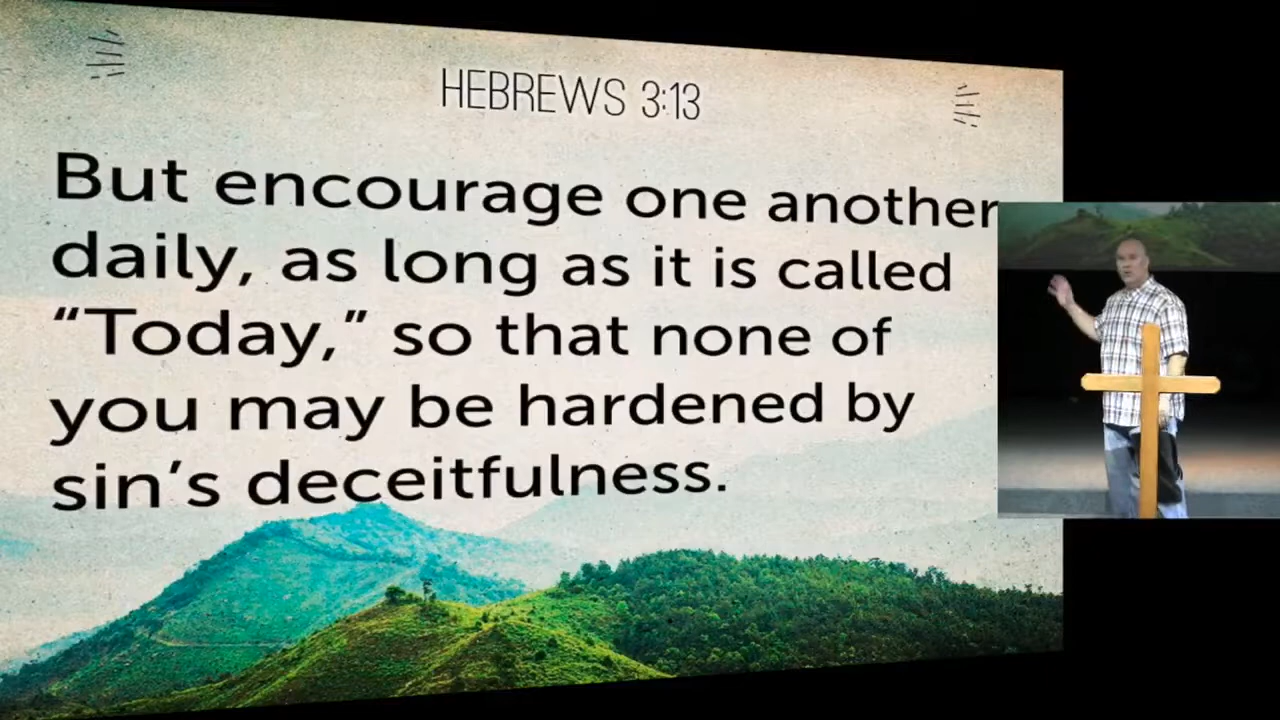 HEBREWS 3:13
But encourage one another
daily, as long as it is called
“Today,” so that none of
you may be hardened by
sin’s deceitfulness.